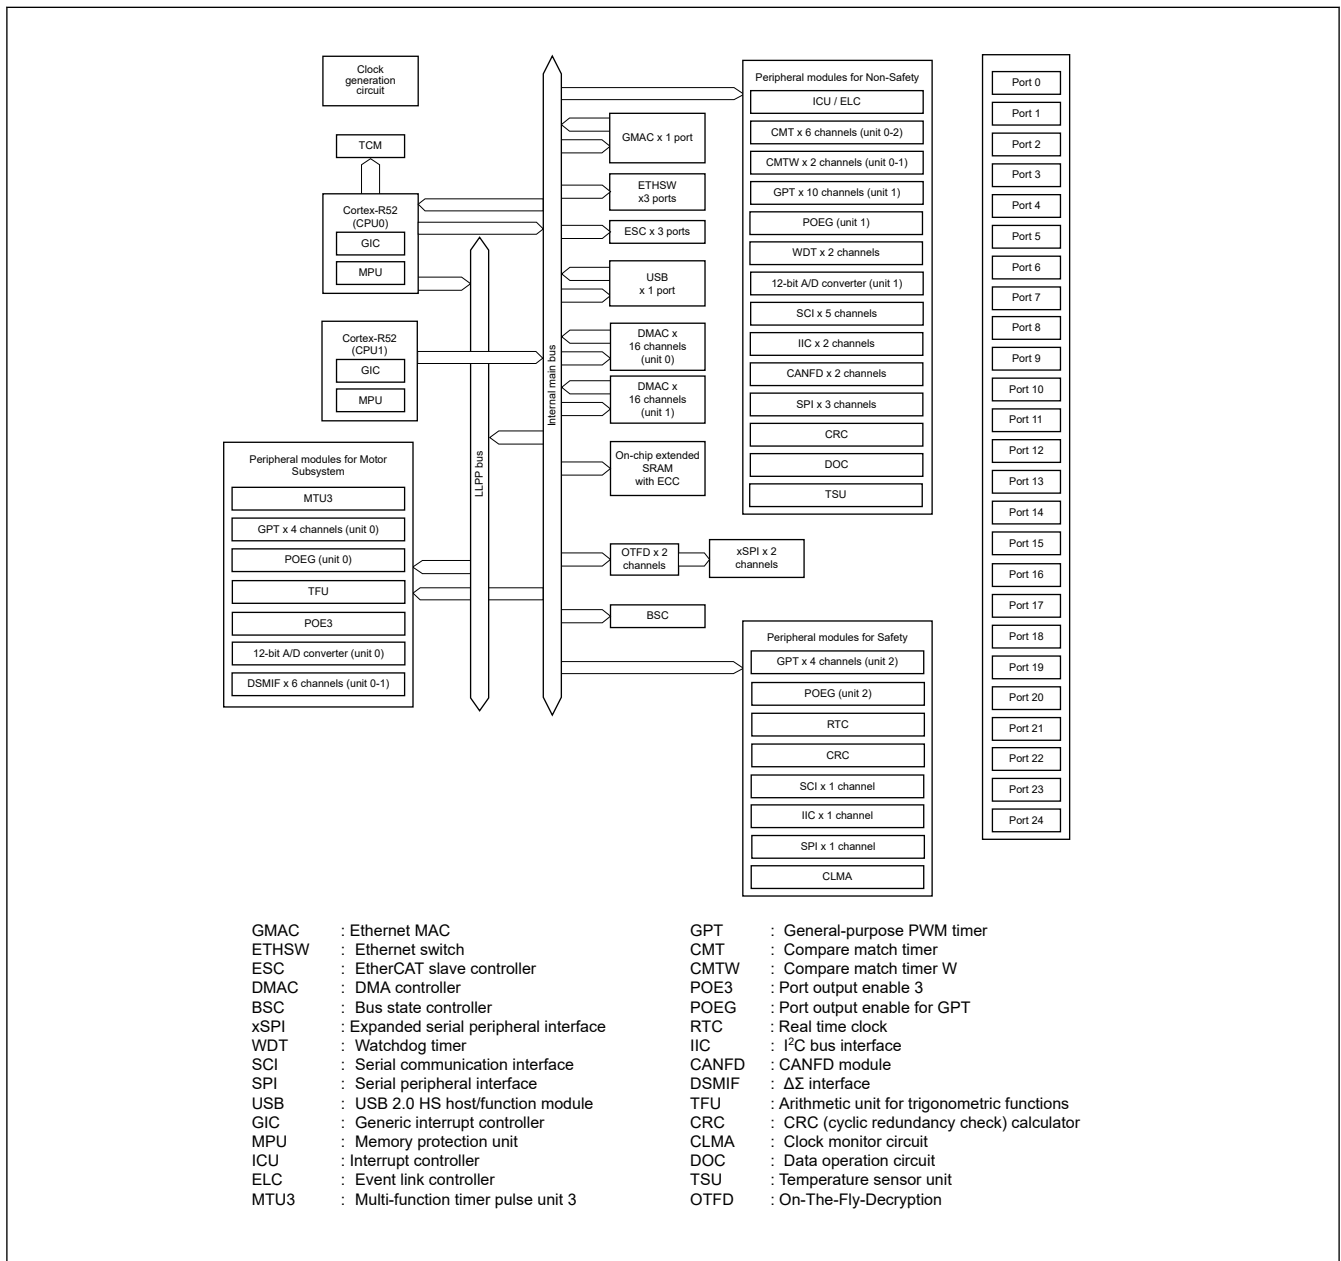 Clock
generation
circuit
TCM
Cortex-R52
(CPU0)
GIC
MPU
Cortex-R52
(CPU1)
GIC
MPU
Peripheral modules for Motor
Subsystem
MTU3
GPT x 4 channels (unit 0)
POEG (unit 0)
TFU
POE3
12-bit A/D converter (unit 0)
DSMIF x 6 channels (unit 0-1)
LLPP bus
Internal main bus
GMAC x 1 port
ETHSW
x3 ports
ESC x 3 ports
USB
x 1 port
DMAC x
16 channels
(unit 0)
DMAC x
16 channels
(unit 1)
On-chip extended
SRAM
with ECC
OTFD x 2
channels
xSPI x 2
channels
BSC
Peripheral modules for Non-Safety
ICU / ELC
CMT x 6 channels (unit 0-2)
CMTW x 2 channels (unit 0-1)
GPT x 10 channels (unit 1)
POEG (unit 1)
WDT x 2 channels
12-bit A/D converter (unit 1)
SCI x 5 channels
IIC x 2 channels
CANFD x 2 channels
SPI x 3 channels
CRC
DOC
TSU
Peripheral modules for Safety
GPT x 4 channels (unit 2)
POEG (unit 2)
RTC
CRC
SCI x 1 channel
IIC x 1 channel
SPI x 1 channel
CLMA
Port 0
Port 1
Port 2
Port 3
Port 4
Port 5
Port 6
Port 7
Port 8
Port 9
Port 10
Port 11
Port 12
Port 13
Port 14
Port 15
Port 16
Port 17
Port 18
Port 19
Port 20
Port 21
Port 22
Port 23
Port 24
GMAC : Ethernet MAC
ETHSW : Ethernet switch
ESC : EtherCAT slave controller
DMAC : DMA controller
BSC : Bus state controller
xSPI : Expanded serial peripheral interface
WDT : Watchdog timer
SCI : Serial communication interface
SPI : Serial peripheral interface
USB : USB 2.0 HS host/function module
GIC : Generic interrupt controller
MPU : Memory protection unit
ICU : Interrupt controller
ELC : Event link controller
MTU3 : Multi-function timer pulse unit 3
GPT : General-purpose PWM timer
CMT : Compare match timer
CMTW : Compare match timer W
POE3 : Port output enable 3
POEG : Port output enable for GPT
RTC : Real time clock
IIC : I²C bus interface
CANFD : CANFD module
DSMIF : ΔΣ interface
TFU : Arithmetic unit for trigonometric functions
CRC : CRC (cyclic redundancy check) calculator
CLMA : Clock monitor circuit
DOC : Data operation circuit
TSU : Temperature sensor unit
OTFD : On-The-Fly-Decryption